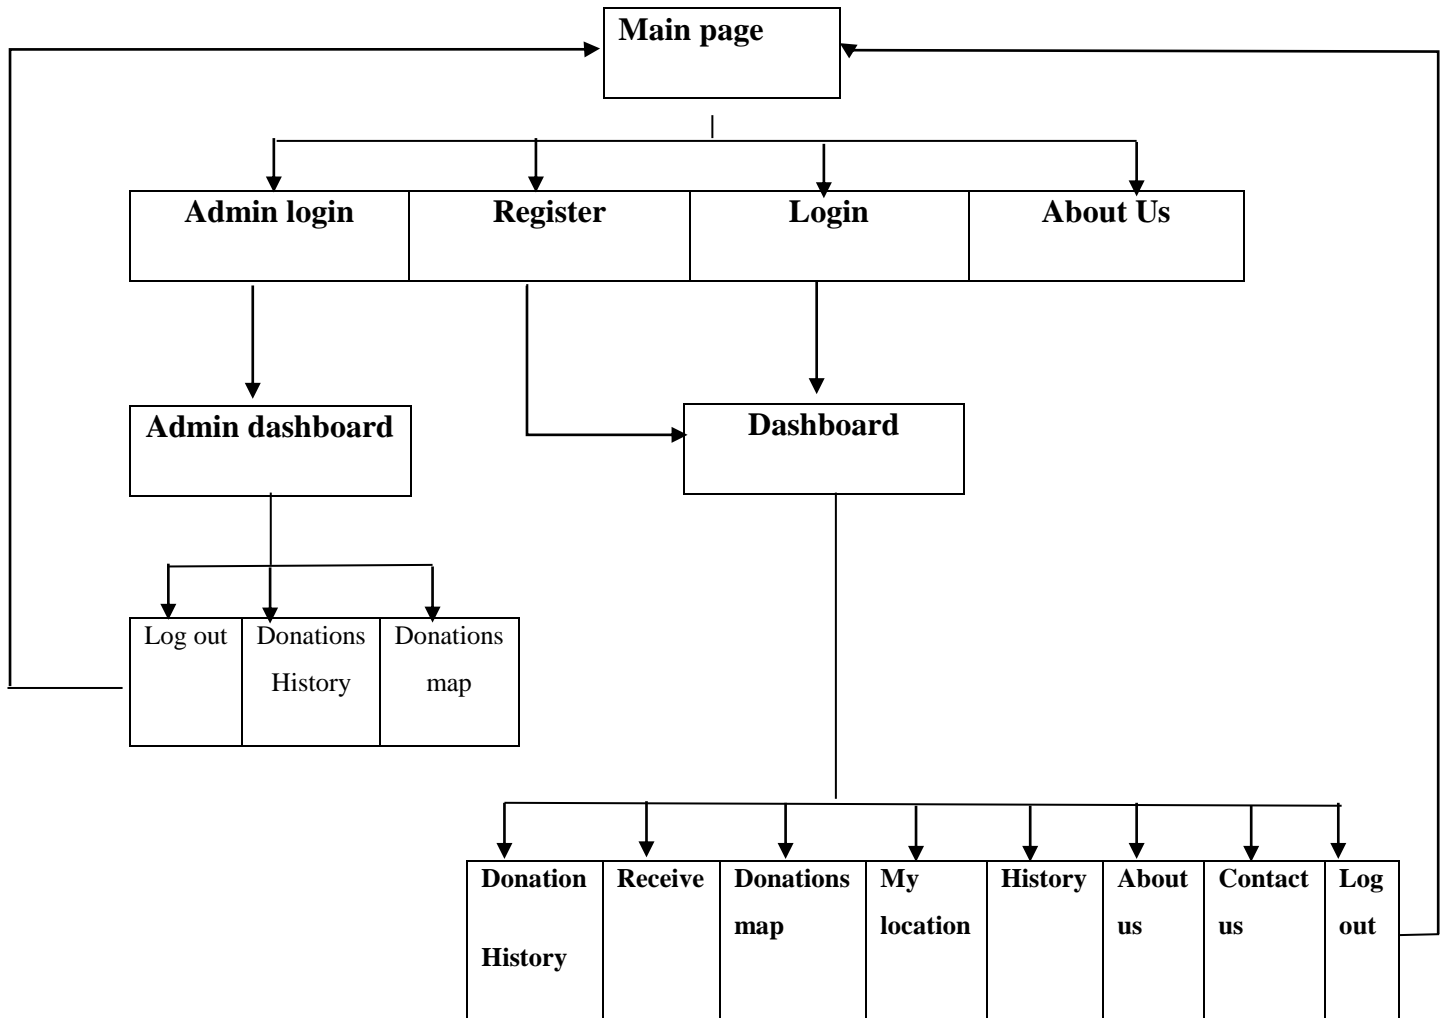 Main page
Admin login
Register
Login
About Us
Admin dashboard
Dashboard
Log out
Donations
History
Donations
map
Donation
History
Receive
Donations
map
My
location
History
About
us
Contact
us
Log
out